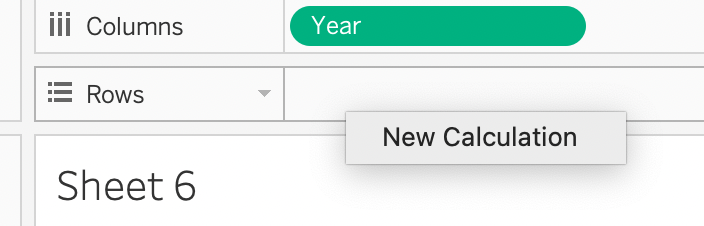 Columns
Year
Rows
New Calculation
Sheet 6